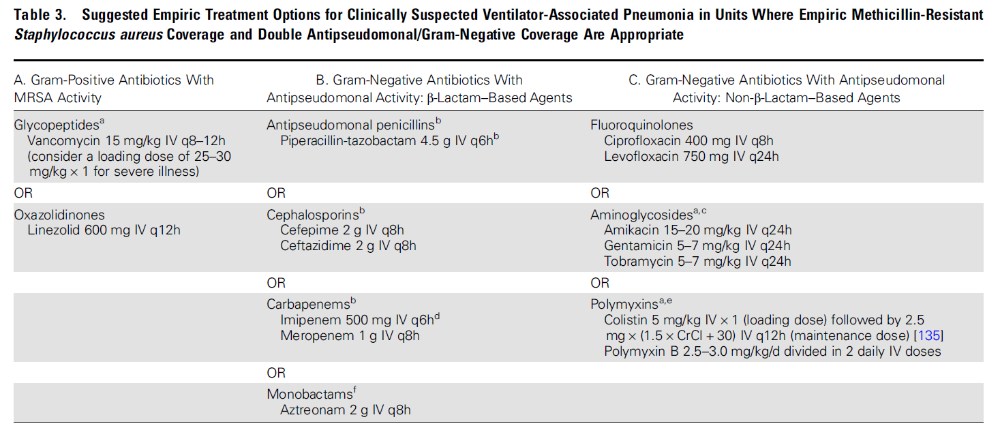 Table 3. Suggested Empiric Treatment Options for Clinically Suspected Ventilator-Associated Pneumonia in Units Where Empiric Methicillin-Resistant
Staphylococcus aureus Coverage and Double Antipseudomonal/Gram-Negative Coverage Are Appropriate
A. Gram-Positive Antibiotics With
MRSA Activity
B. Gram-Negative Antibiotics With
Antipseudomonal Activity: β-Lactam–Based Agents
C. Gram-Negative Antibiotics With Antipseudomonal
Activity: Non-β-Lactam–Based Agents
Glycopeptidesa
Vancomycin 15 mg/kg IV q8–12h
(consider a loading dose of 25–30
mg/kg × 1 for severe illness)
Antipseudomonal penicillinsb
Piperacillin-tazobactam 4.5 g IV q6hb
Fluoroquinolones
Ciprofloxacin 400 mg IV q8h
Levofloxacin 750 mg IV q24h
OR
OR
OR
Oxazolidinones
Linezolid 600 mg IV q12h
Cephalosporinsb
Cefepime 2 g IV q8h
Ceftazidime 2 g IV q8h
Aminoglycosidesa,c
Amikacin 15–20 mg/kg IV q24h
Gentamicin 5–7 mg/kg IV q24h
Tobramycin 5–7 mg/kg IV q24h
OR
OR
Carbapenemsb
Imipenem 500 mg IV q6hd
Meropenem 1 g IV q8h
Polymyxinsa,e
Colistin 5 mg/kg IV × 1 (loading dose) followed by 2.5
mg × (1.5 × CrCl + 30) IV q12h (maintenance dose) [135]
Polymyxin B 2.5–3.0 mg/kg/d divided in 2 daily IV doses
OR
Monobactamsf
Aztreonam 2 g IV q8h